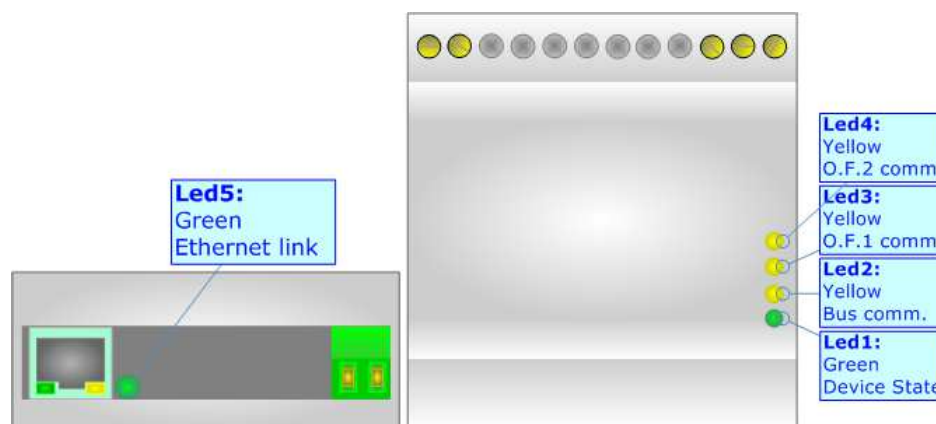 Led5:
Green
Ethernet link
Led4:
Yellow
O.F.2 comm
Led3:
Yellow
O.F.1 comm
Led2:
Yellow
Bus comm.
Led1:
Green
Device State